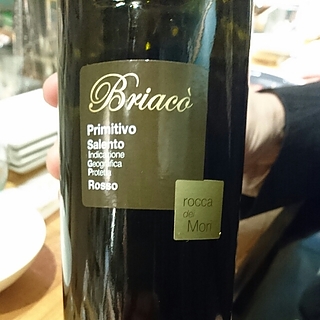 Briacò
Primitivo
Salento
Indicazione
Geografica
Protetta
Rosso
rocca
dei
Mori